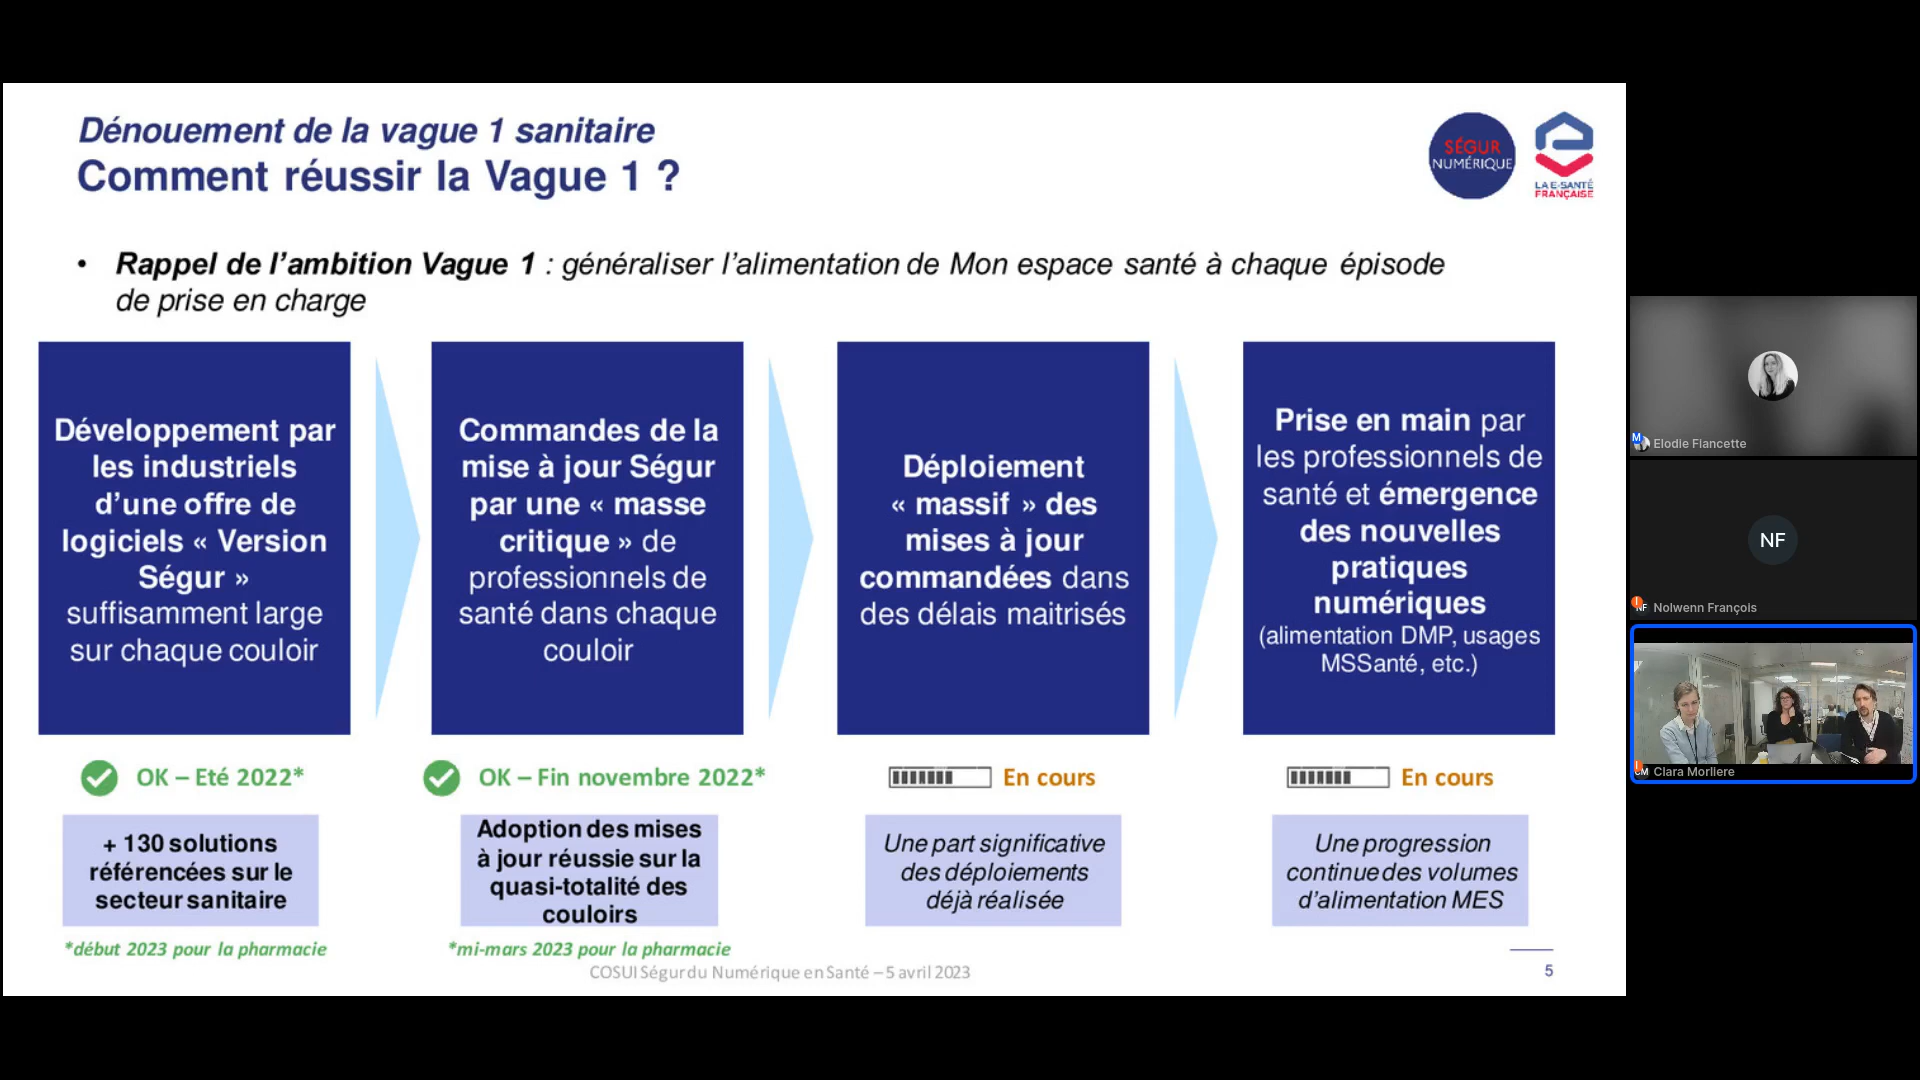 Dénouement de la vague 1 sanitaire
Comment réussir la Vague 1 ?
SÉGUR
NUMÉRIQUE
LA E-SANTÉ
FRANÇAISE
• Rappel de l’ambition Vague 1 : généraliser l’alimentation de Mon espace santé à chaque épisode
de prise en charge
Développement par
les industriels
d’une offre de
logiciels « Version
Ségur »
suffisamment large
sur chaque couloir
Commandes de la
mise à jour Ségur
par une « masse
critique » de
professionnels de
santé dans chaque
couloir
Déploiement
« massif » des
mises à jour
commandées dans
des délais maitrisés
Prise en main par
les professionnels de
santé et émergence
des nouvelles
pratiques
numériques
(alimentation DMP, usages
MSSanté, etc.)
OK – Eté 2022*
OK – Fin novembre 2022*
En cours
En cours
+ 130 solutions
référencées sur le
secteur sanitaire
Adoption des mises
à jour réussie sur la
quasi-totalité des
couloirs
Une part significative
des déploiements
déjà réalisée
Une progression
continue des volumes
d’alimentation MES
*début 2023 pour la pharmacie
*mi-mars 2023 pour la pharmacie
COSUI Ségur du Numérique en Santé – 5 avril 2023
5
M
Elodie Flancette
NF
NF
Nolwenn François
CM
Clara Morliere